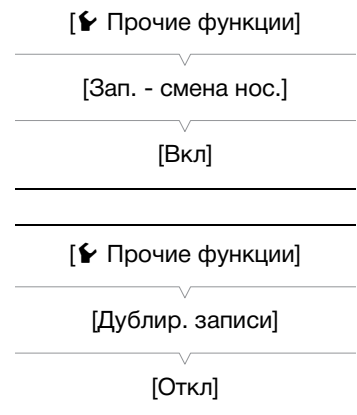 [ Прочие функции]
[Зап. - смена нос.]
[Вкл]
[ Прочие функции]
[Дублир. записи]
[Откл]